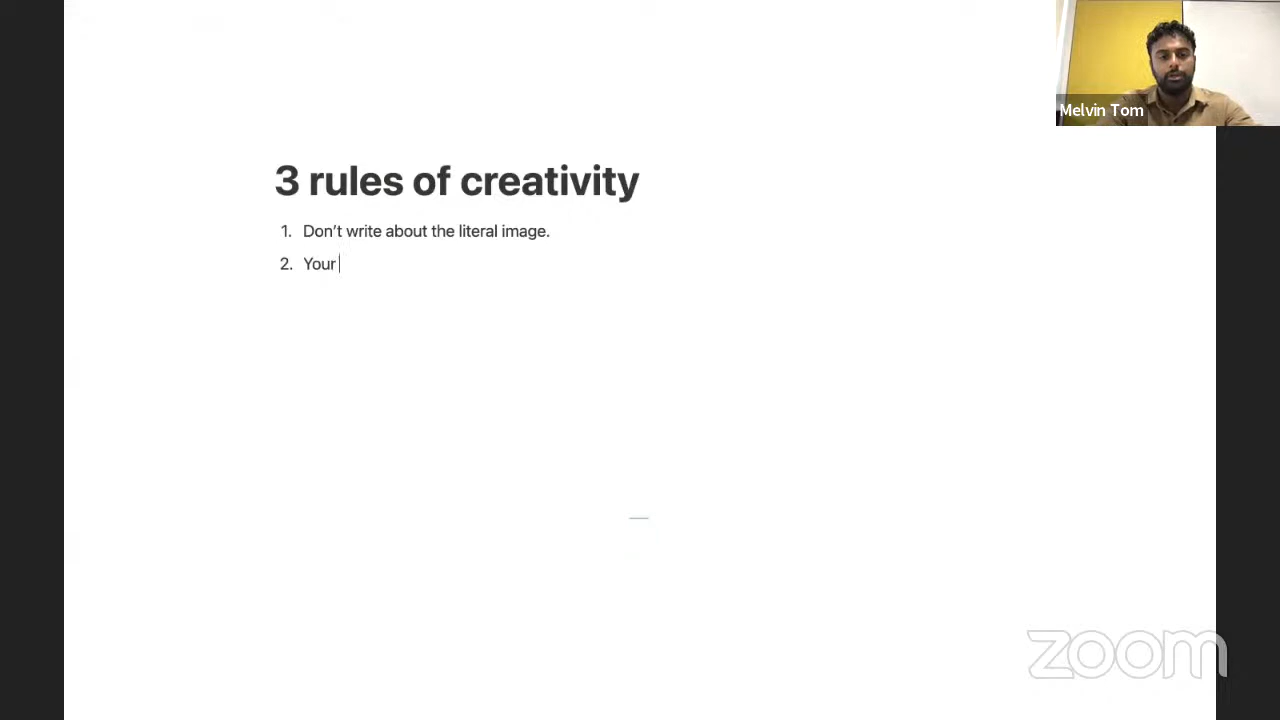 Melvin Tom
3 rules of creativity
1. Don’t write about the literal image.
2. Your
zoom